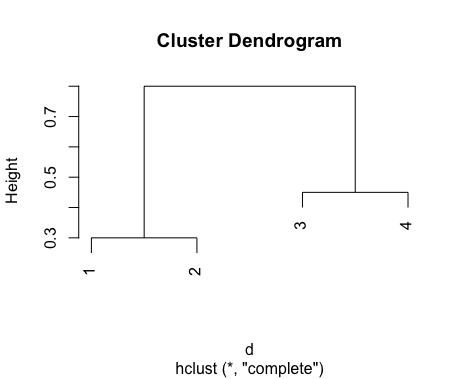 Cluster Dendrogram
Height
0.7
0.5
0.3
1
2
3
4
d
hclust (*, "complete")